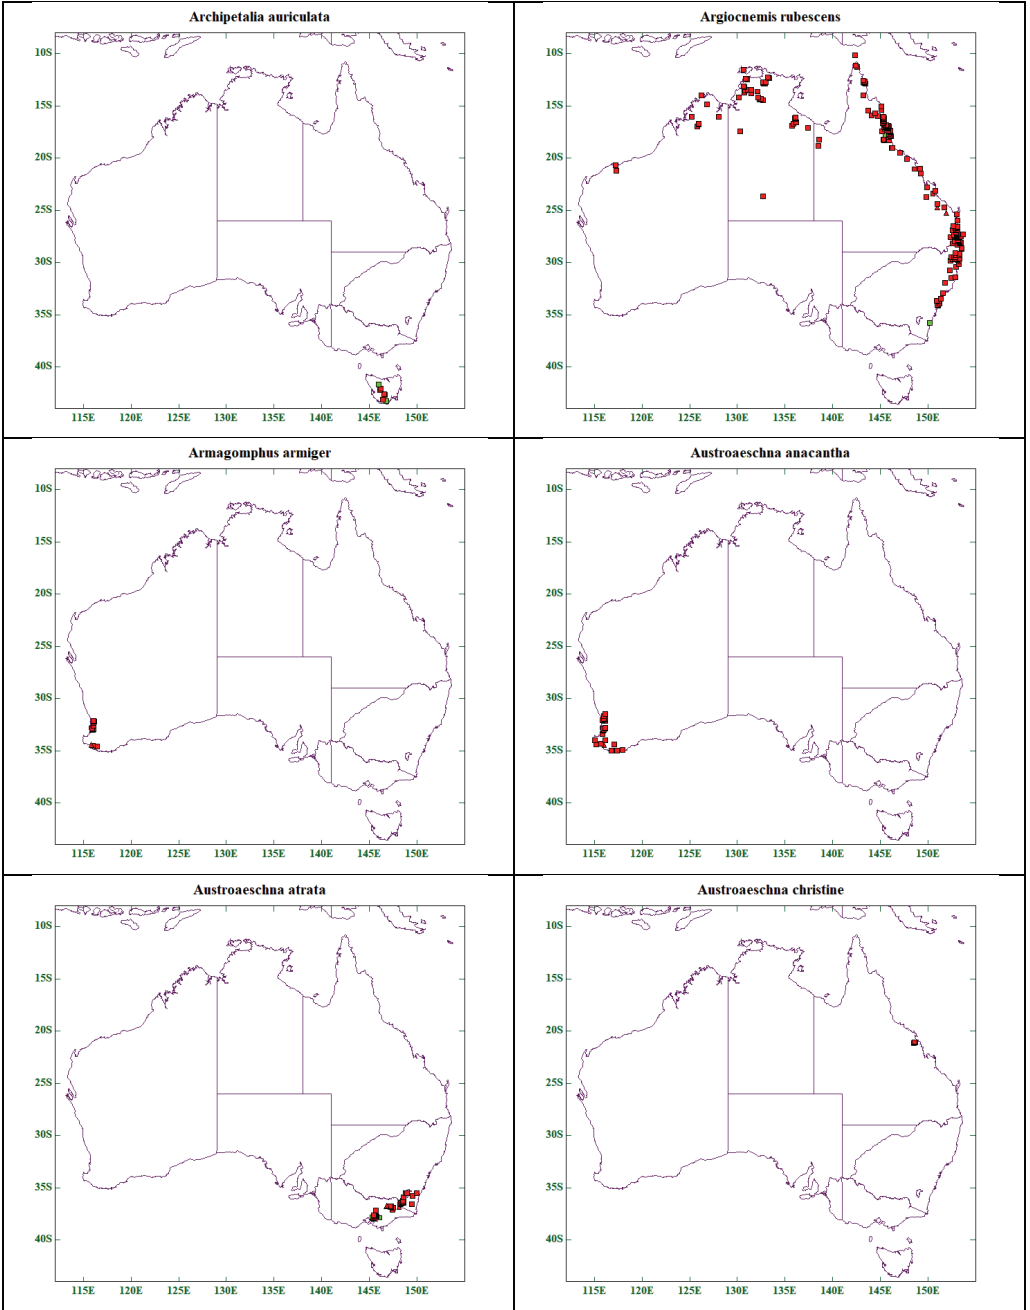 Archipetalia auriculata
10S
15S
20S
25S
30S
35S
40S
115E 120E 125E 130E 135E 140E 145E 150E
Argiocnemis rubescens
10S
15S
20S
25S
30S
35S
40S
115E 120E 125E 130E 135E 140E 145E 150E
Armagomphus armiger
10S
15S
20S
25S
30S
35S
40S
115E 120E 125E 130E 135E 140E 145E 150E
Austroaeschna anacantha
10S
15S
20S
25S
30S
35S
40S
115E 120E 125E 130E 135E 140E 145E 150E
Austroaeschna atrata
10S
15S
20S
25S
30S
35S
40S
115E 120E 125E 130E 135E 140E 145E 150E
Austroaeschna christine
10S
15S
20S
25S
30S
35S
40S
115E 120E 125E 130E 135E 140E 145E 150E